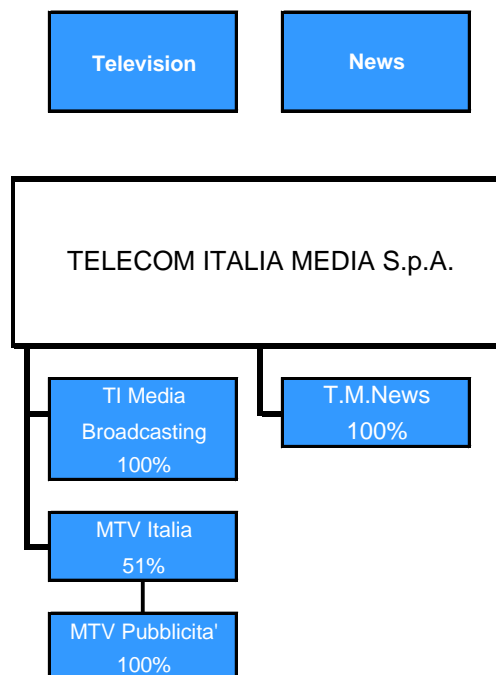 Television
News
TELECOM ITALIA MEDIA S.p.A.
TI Media
Broadcasting
100%
T.M.News
100%
MTV Italia
51%
MTV Pubblicita’
100%